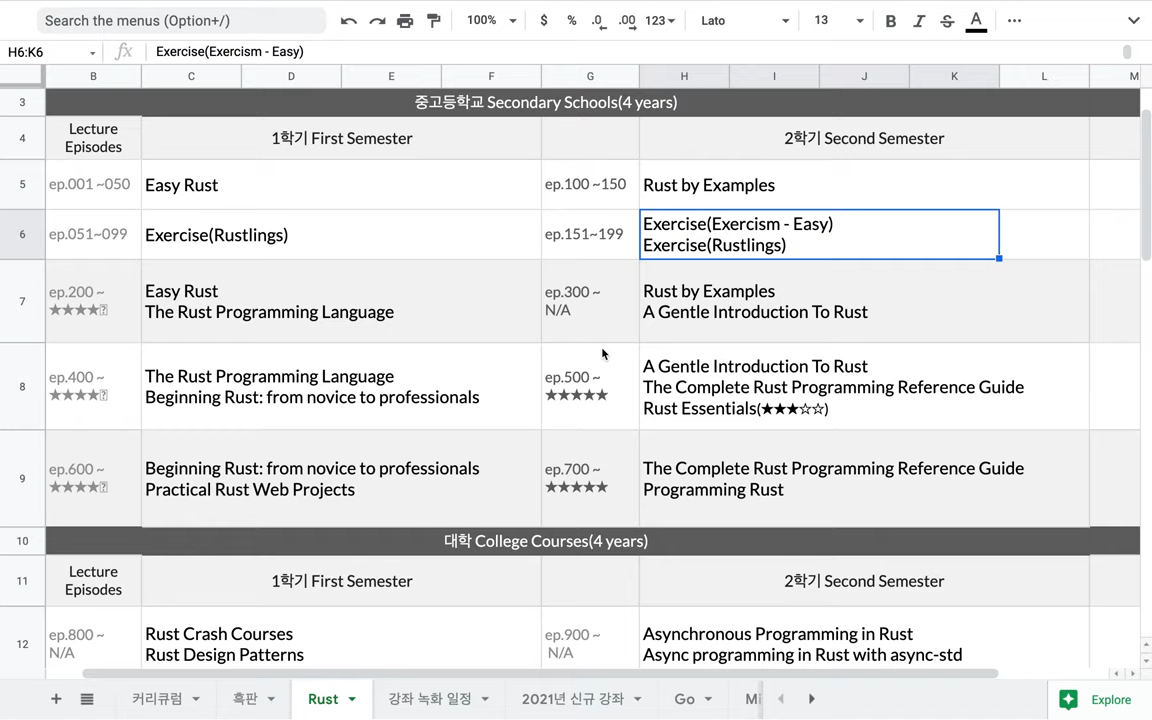 Search the menus (Option+/)
100%
$ % .0 .00 123
Lato
13
B I S A
H6:K6
fx
Exercise(Exercism - Easy)
B C D E F G H I J K L M
3 중고등학교 Secondary Schools(4 years)
4
Lecture
Episodes
1학기 First Semester
2학기 Second Semester
5 ep.001 ~050 Easy Rust ep.100 ~150 Rust by Examples
6 ep.051~099 Exercise(Rustlings) ep.151~199
Exercise(Exercism - Easy)
Exercise(Rustlings)
7
ep.200 ~
★★★★
Easy Rust
The Rust Programming Language
ep.300 ~
N/A
Rust by Examples
A Gentle Introduction To Rust
8
ep.400 ~
★★★★
The Rust Programming Language
Beginning Rust: from novice to professionals
ep.500 ~
★★★★★
A Gentle Introduction To Rust
The Complete Rust Programming Reference Guide
Rust Essentials(★★★☆☆)
9
ep.600 ~
★★★★
Beginning Rust: from novice to professionals
Practical Rust Web Projects
ep.700 ~
★★★★★
The Complete Rust Programming Reference Guide
Programming Rust
10 대학 College Courses(4 years)
11
Lecture
Episodes
1학기 First Semester
2학기 Second Semester
12
ep.800 ~
N/A
Rust Crash Courses
Rust Design Patterns
ep.900 ~
N/A
Asynchronous Programming in Rust
Async programming in Rust with async-std
커리큘럼
흑판
Rust
강좌 녹화 일정
2021년 신규 강좌
Go
Mi
Explore